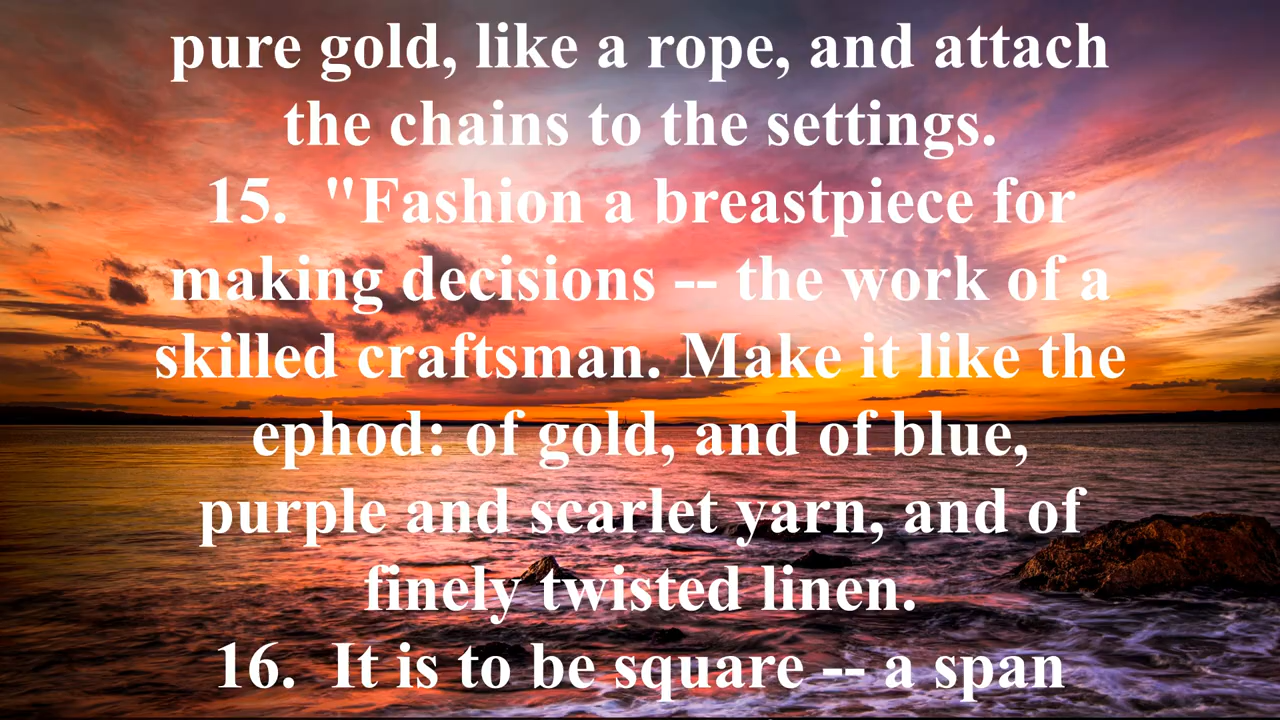 pure gold, like a rope, and attach
the chains to the settings.
15.  "Fashion a breastpiece for
making decisions -- the work of a
skilled craftsman. Make it like the
ephod: of gold, and of blue,
purple and scarlet yarn, and of
finely twisted linen.
16.  It is to be square -- a span